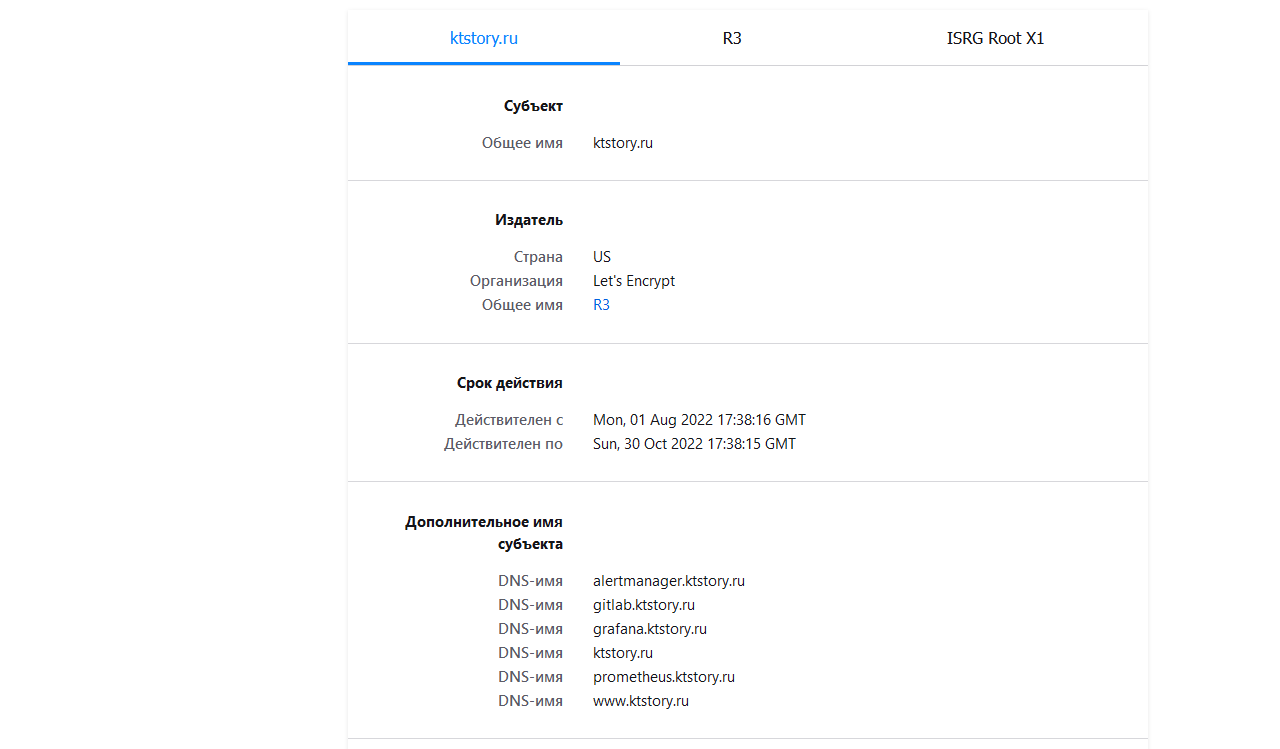 ktstory.ru R3 ISRG Root X1
Субъект
Общее имя ktstory.ru
Издатель
Страна US
Организация Let's Encrypt
Общее имя R3
Срок действия
Действителен с Mon, 01 Aug 2022 17:38:16 GMT
Действителен по Sun, 30 Oct 2022 17:38:15 GMT
Дополнительное имя
субъекта
DNS-имя alertmanager.ktstory.ru
DNS-имя gitlab.ktstory.ru
DNS-имя grafana.ktstory.ru
DNS-имя ktstory.ru
DNS-имя prometheus.ktstory.ru
DNS-имя www.ktstory.ru